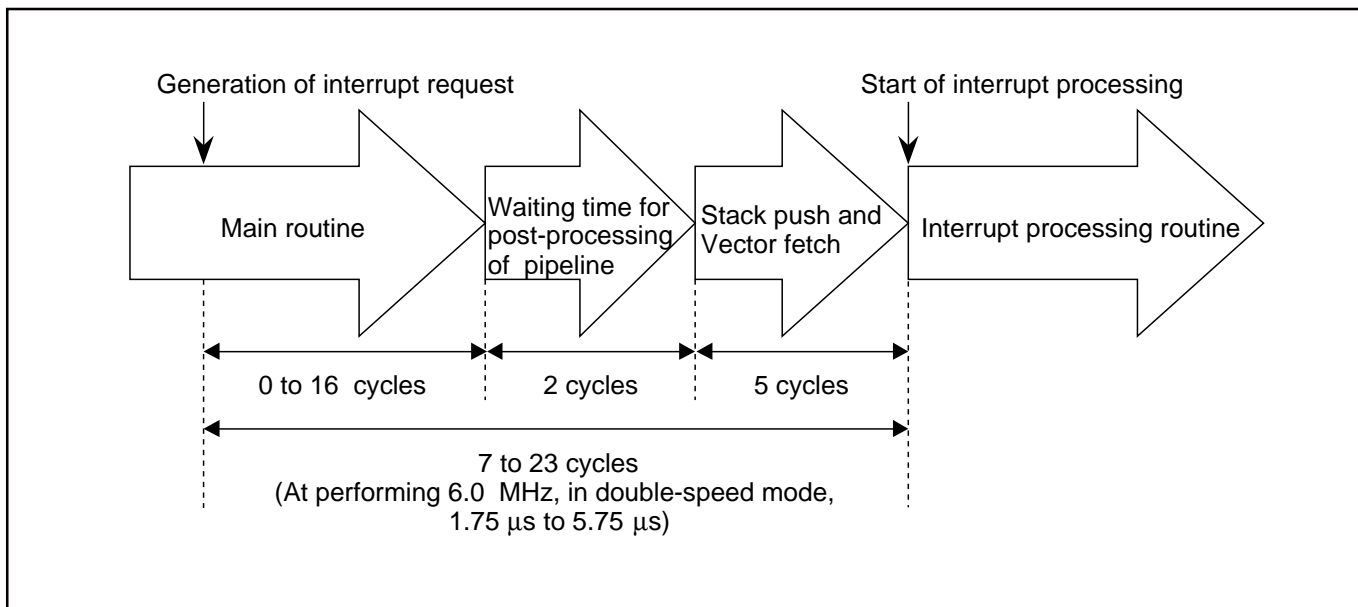 Generation of interrupt request
Start of interrupt processing
Main routine
Waiting time for
post-processing
of pipeline
Stack push and
Vector fetch
Interrupt processing routine
0 to 16 cycles
2 cycles
5 cycles
7 to 23 cycles
(At performing 6.0 MHz, in double-speed mode,
1.75 µs to 5.75 µs)